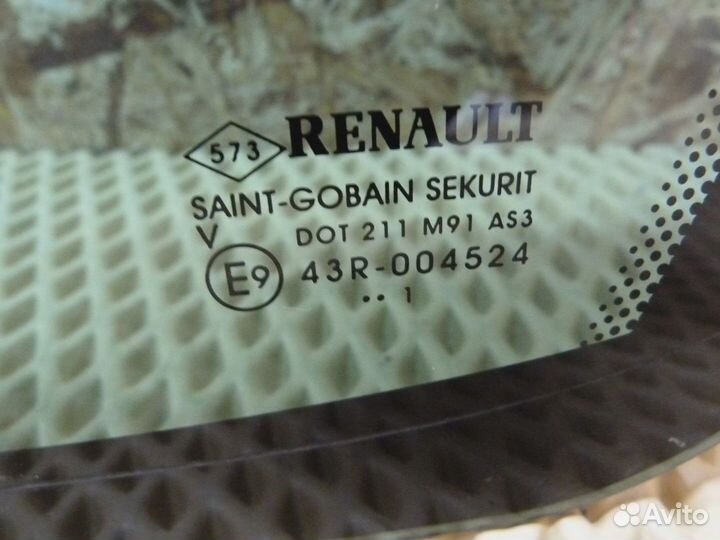 573 RENAULT
SAINT-GOBAIN SEKURIT
V DOT 211 M91 AS3
E9 43R-004524
•• 1
Avito